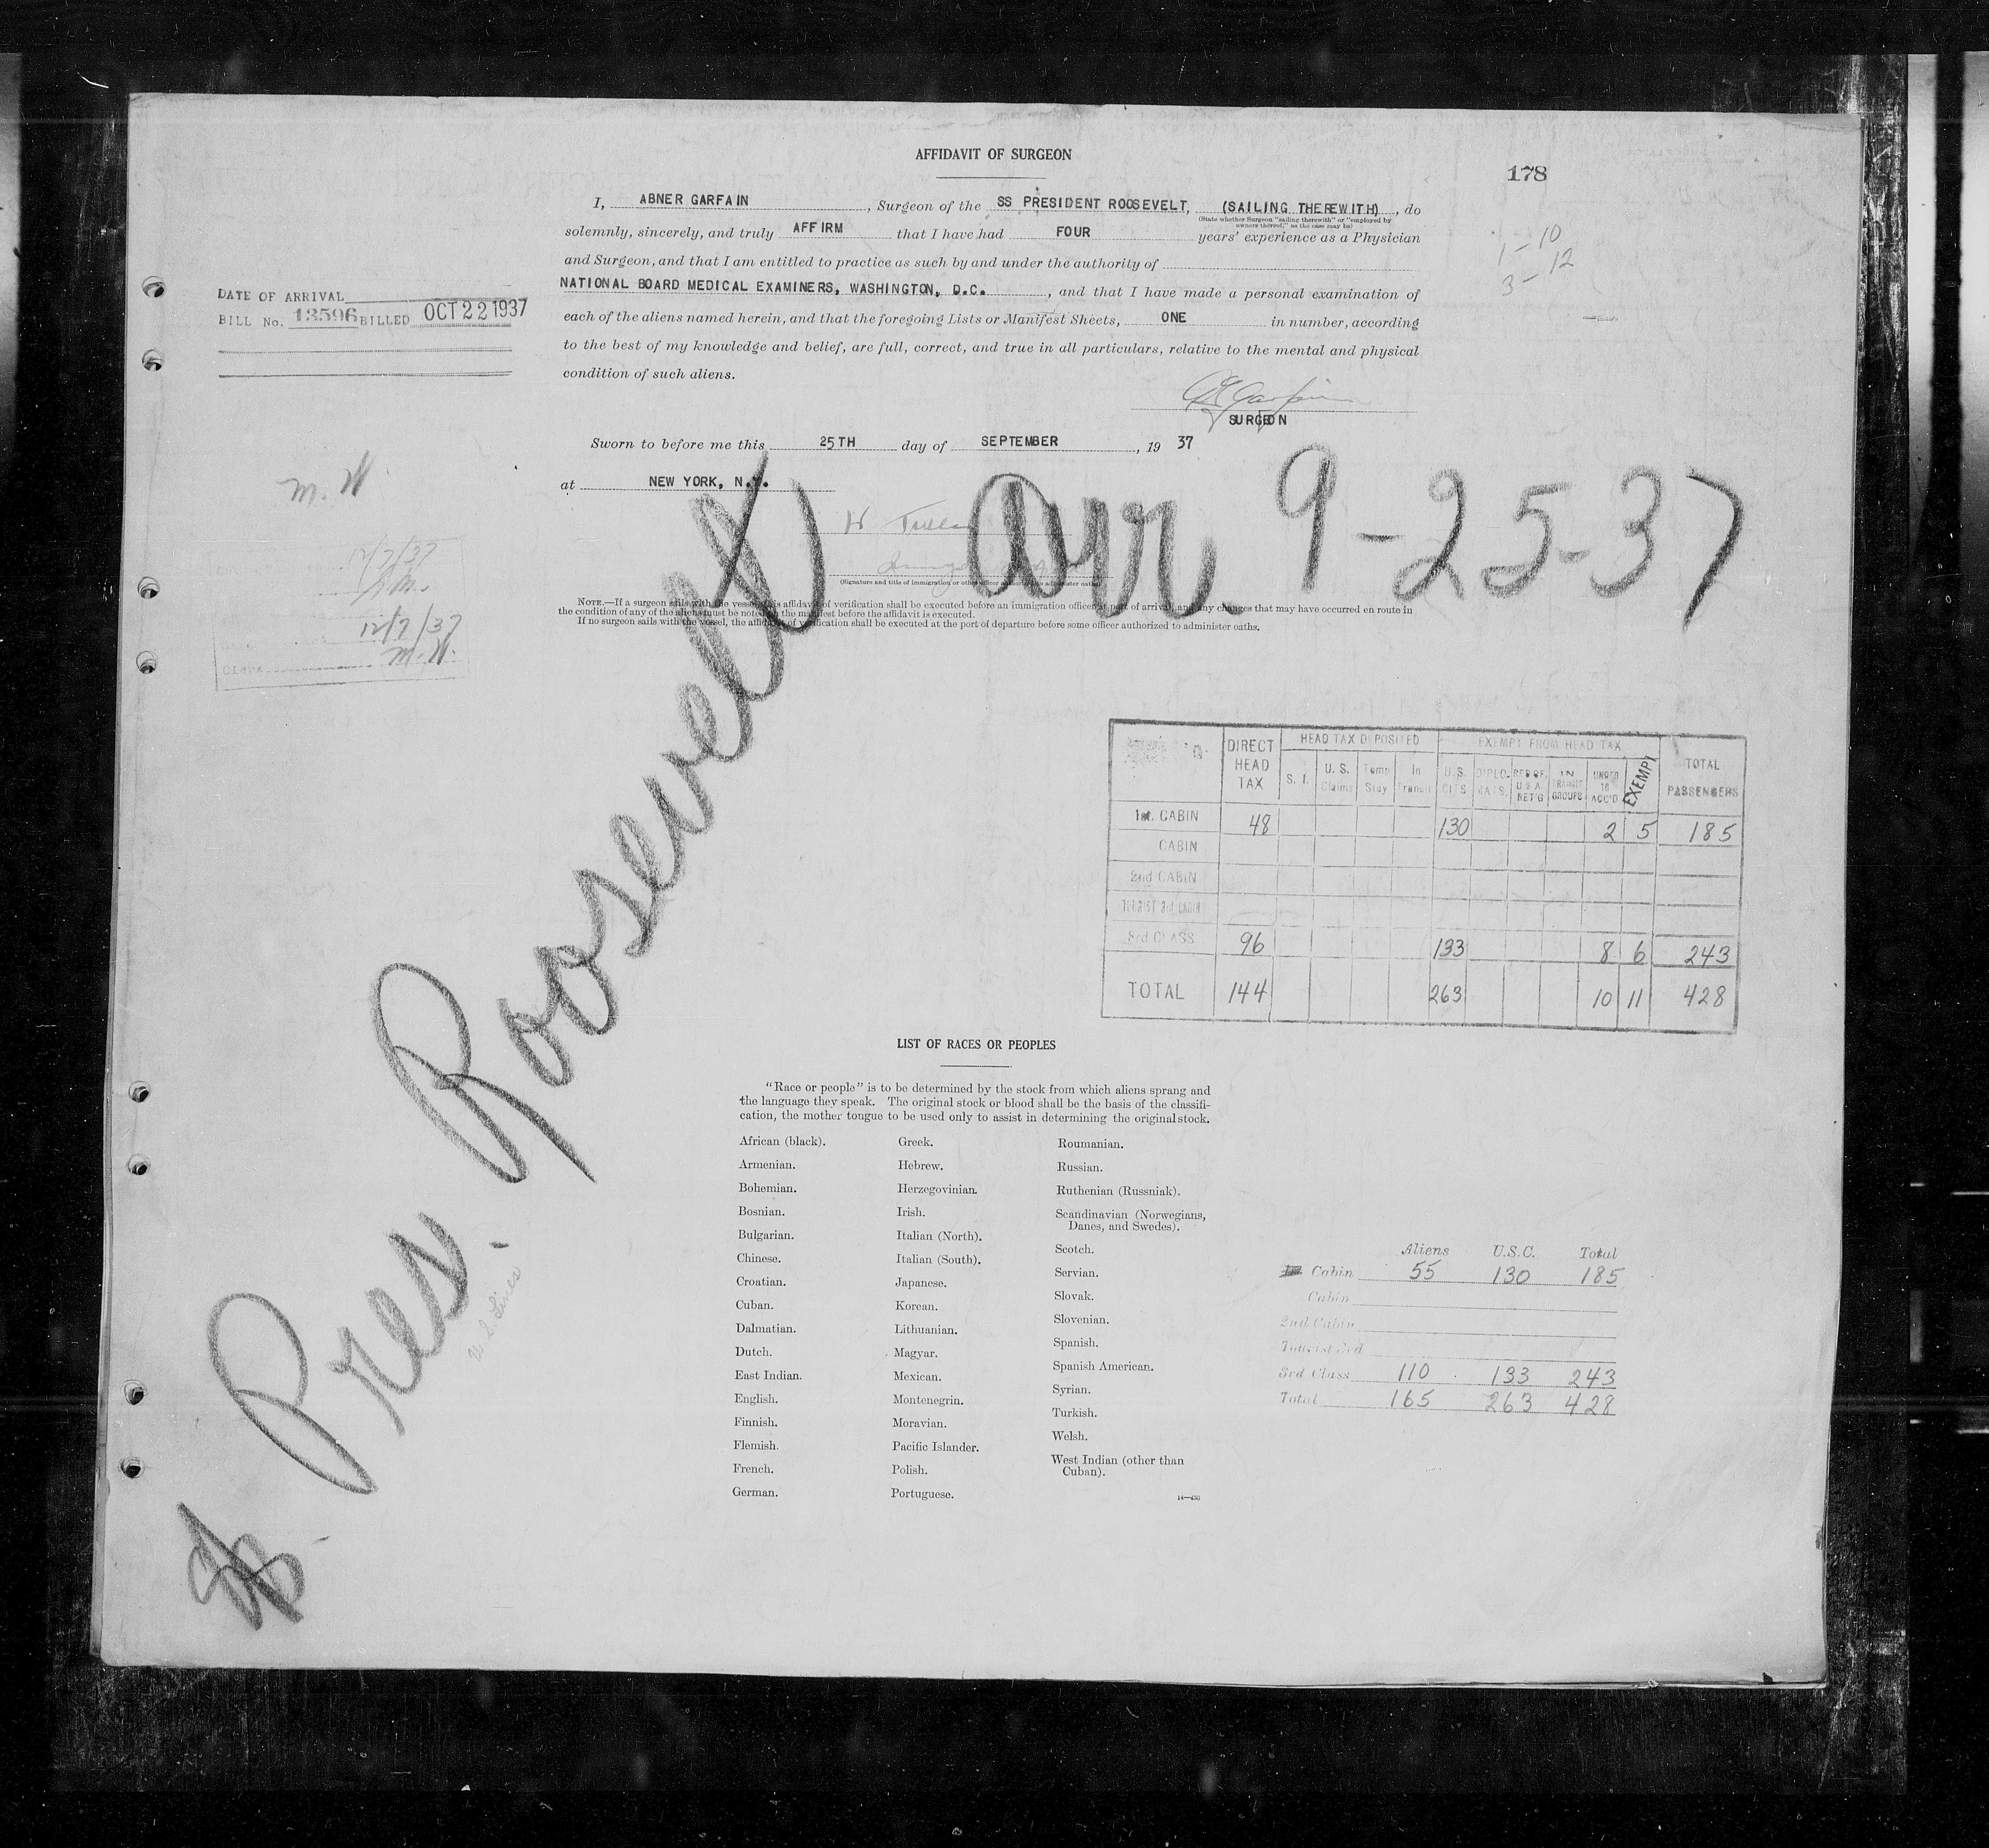 AFFIDAVIT OF SURGEON
178
I, ABNER GARFAIN, Surgeon of the SS PRESIDENT ROOSEVELT, (SAILING THEREWITH), do
(State whether Surgeon "sailing therewith" or "employed by
owners thereof," as the case may be)
solemnly, sincerely, and truly AFFIRM that I have had FOUR years' experience as a Physician
1-10
3-12
and Surgeon, and that I am entitled to practice as such by and under the authority of
NATIONAL BOARD MEDICAL EXAMINERS, WASHINGTON, D.C., and that I have made a personal examination of
each of the aliens named herein, and that the foregoing Lists or Manifest Sheets, ONE in number, according
to the best of my knowledge and belief, are full, correct, and true in all particulars, relative to the mental and physical
condition of such aliens.
DATE OF ARRIVAL
BILL No. 13596 BILLED OCT 22 1937
SURGEON
Sworn to before me this 25TH day of SEPTEMBER, 19 37
at NEW YORK, N.Y.
M.W.
arr. 9-25-37
(Signature and title of immigration or other officer authorized to administer oaths)
12/7/37
12/7/37
Clerk M.W.
NOTE.—If a surgeon sails with the vessel, this affidavit of verification shall be executed before an immigration officer at port of arrival, and any changes that may have occurred en route in
the condition of any of the aliens must be noted on the manifest before the affidavit is executed.
If no surgeon sails with the vessel, the affidavit of verification shall be executed at the port of departure before some officer authorized to administer oaths.
Pres. Roosevelt
U.S. Lines
DIRECT HEAD TAX HEAD TAX DEPOSITED EXEMPT FROM HEAD TAX TOTAL PASSENGERS
S. I. U.S. Claims Temp Stay In Transit U.S. CITS DIPLO-MATS. RES OF U S A RET'G IN TRANSIT GROUPS UNDER 16 ACC'D EXEMPT
1st. CABIN 48 130 2 5 185
CABIN
2nd CABIN
TOURIST 3rd CABIN
3rd CLASS 96 133 8 6 243
TOTAL 144 263 10 11 428
LIST OF RACES OR PEOPLES
"Race or people" is to be determined by the stock from which aliens sprang and
the language they speak. The original stock or blood shall be the basis of the classifi-
cation, the mother tongue to be used only to assist in determining the original stock.
African (black).
Armenian.
Bohemian.
Bosnian.
Bulgarian.
Chinese.
Croatian.
Cuban.
Dalmatian.
Dutch.
East Indian.
English.
Finnish.
Flemish.
French.
German.
Greek.
Hebrew.
Herzegovinian.
Irish.
Italian (North).
Italian (South).
Japanese.
Korean.
Lithuanian.
Magyar.
Mexican.
Montenegrin.
Moravian.
Pacific Islander.
Polish.
Portuguese.
Roumanian.
Russian.
Ruthenian (Russniak).
Scandinavian (Norwegians,
Danes, and Swedes).
Scotch.
Servian.
Slovak.
Slovenian.
Spanish.
Spanish American.
Syrian.
Turkish.
Welsh.
West Indian (other than
Cuban).
14—430
Aliens U.S.C. Total
Cabin 55 130 185
Cabin
2nd Cabin
Tourist 3rd
3rd Class 110 133 243
Total 165 263 428